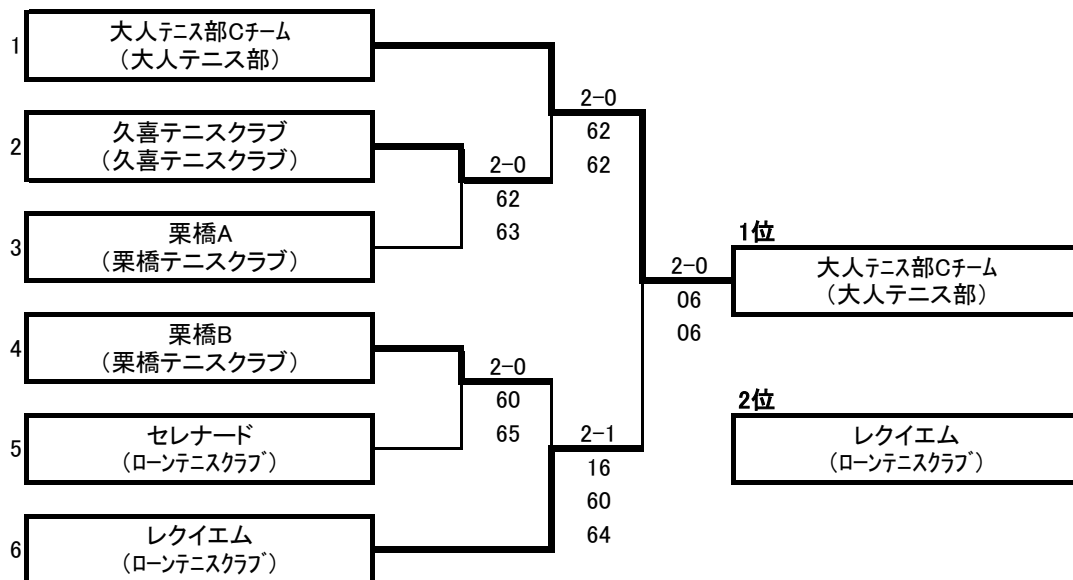 1
大人テニス部Cチーム
（大人テニス部）
2
久喜テニスクラブ
（久喜テニスクラブ）
3
栗橋A
（栗橋テニスクラブ）
4
栗橋B
（栗橋テニスクラブ）
5
セレナード
（ローンテニスクラブ）
6
レクイエム
（ローンテニスクラブ）
2-0
62
63
2-0
60
65
2-0
62
62
2-1
16
60
64
2-0
06
06
1位
大人テニス部Cチーム
（大人テニス部）
2位
レクイエム
（ローンテニスクラブ）